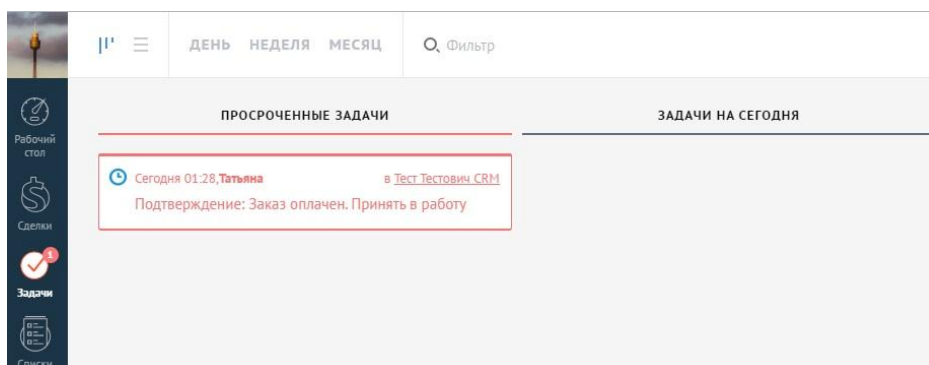 ДЕНЬ НЕДЕЛЯ МЕСЯЦ Фильтр
ПРОСРОЧЕННЫЕ ЗАДАЧИ
ЗАДАЧИ НА СЕГОДНЯ
Рабочий
стол
Сегодня 01:28,Татьяна в Тест Тестович CRM
Подтверждение: Заказ оплачен. Принять в работу
Сделки
1
Задачи
Списки